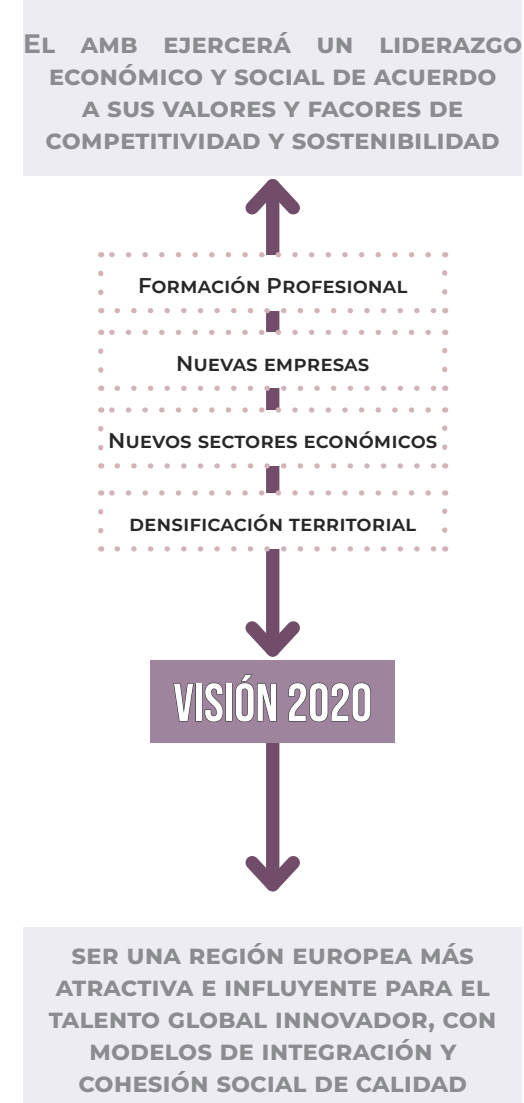 El AMB ejercerá un liderazgo
económico y social de acuerdo
a sus valores y facores de
competitividad y sostenibilidad
Formación Profesional
Nuevas empresas
Nuevos sectores económicos
densificación territorial
VISIÓN 2020
ser una región europea más
atractiva e influyente para el
talento global innovador, con
modelos de integración y
cohesión social de calidad